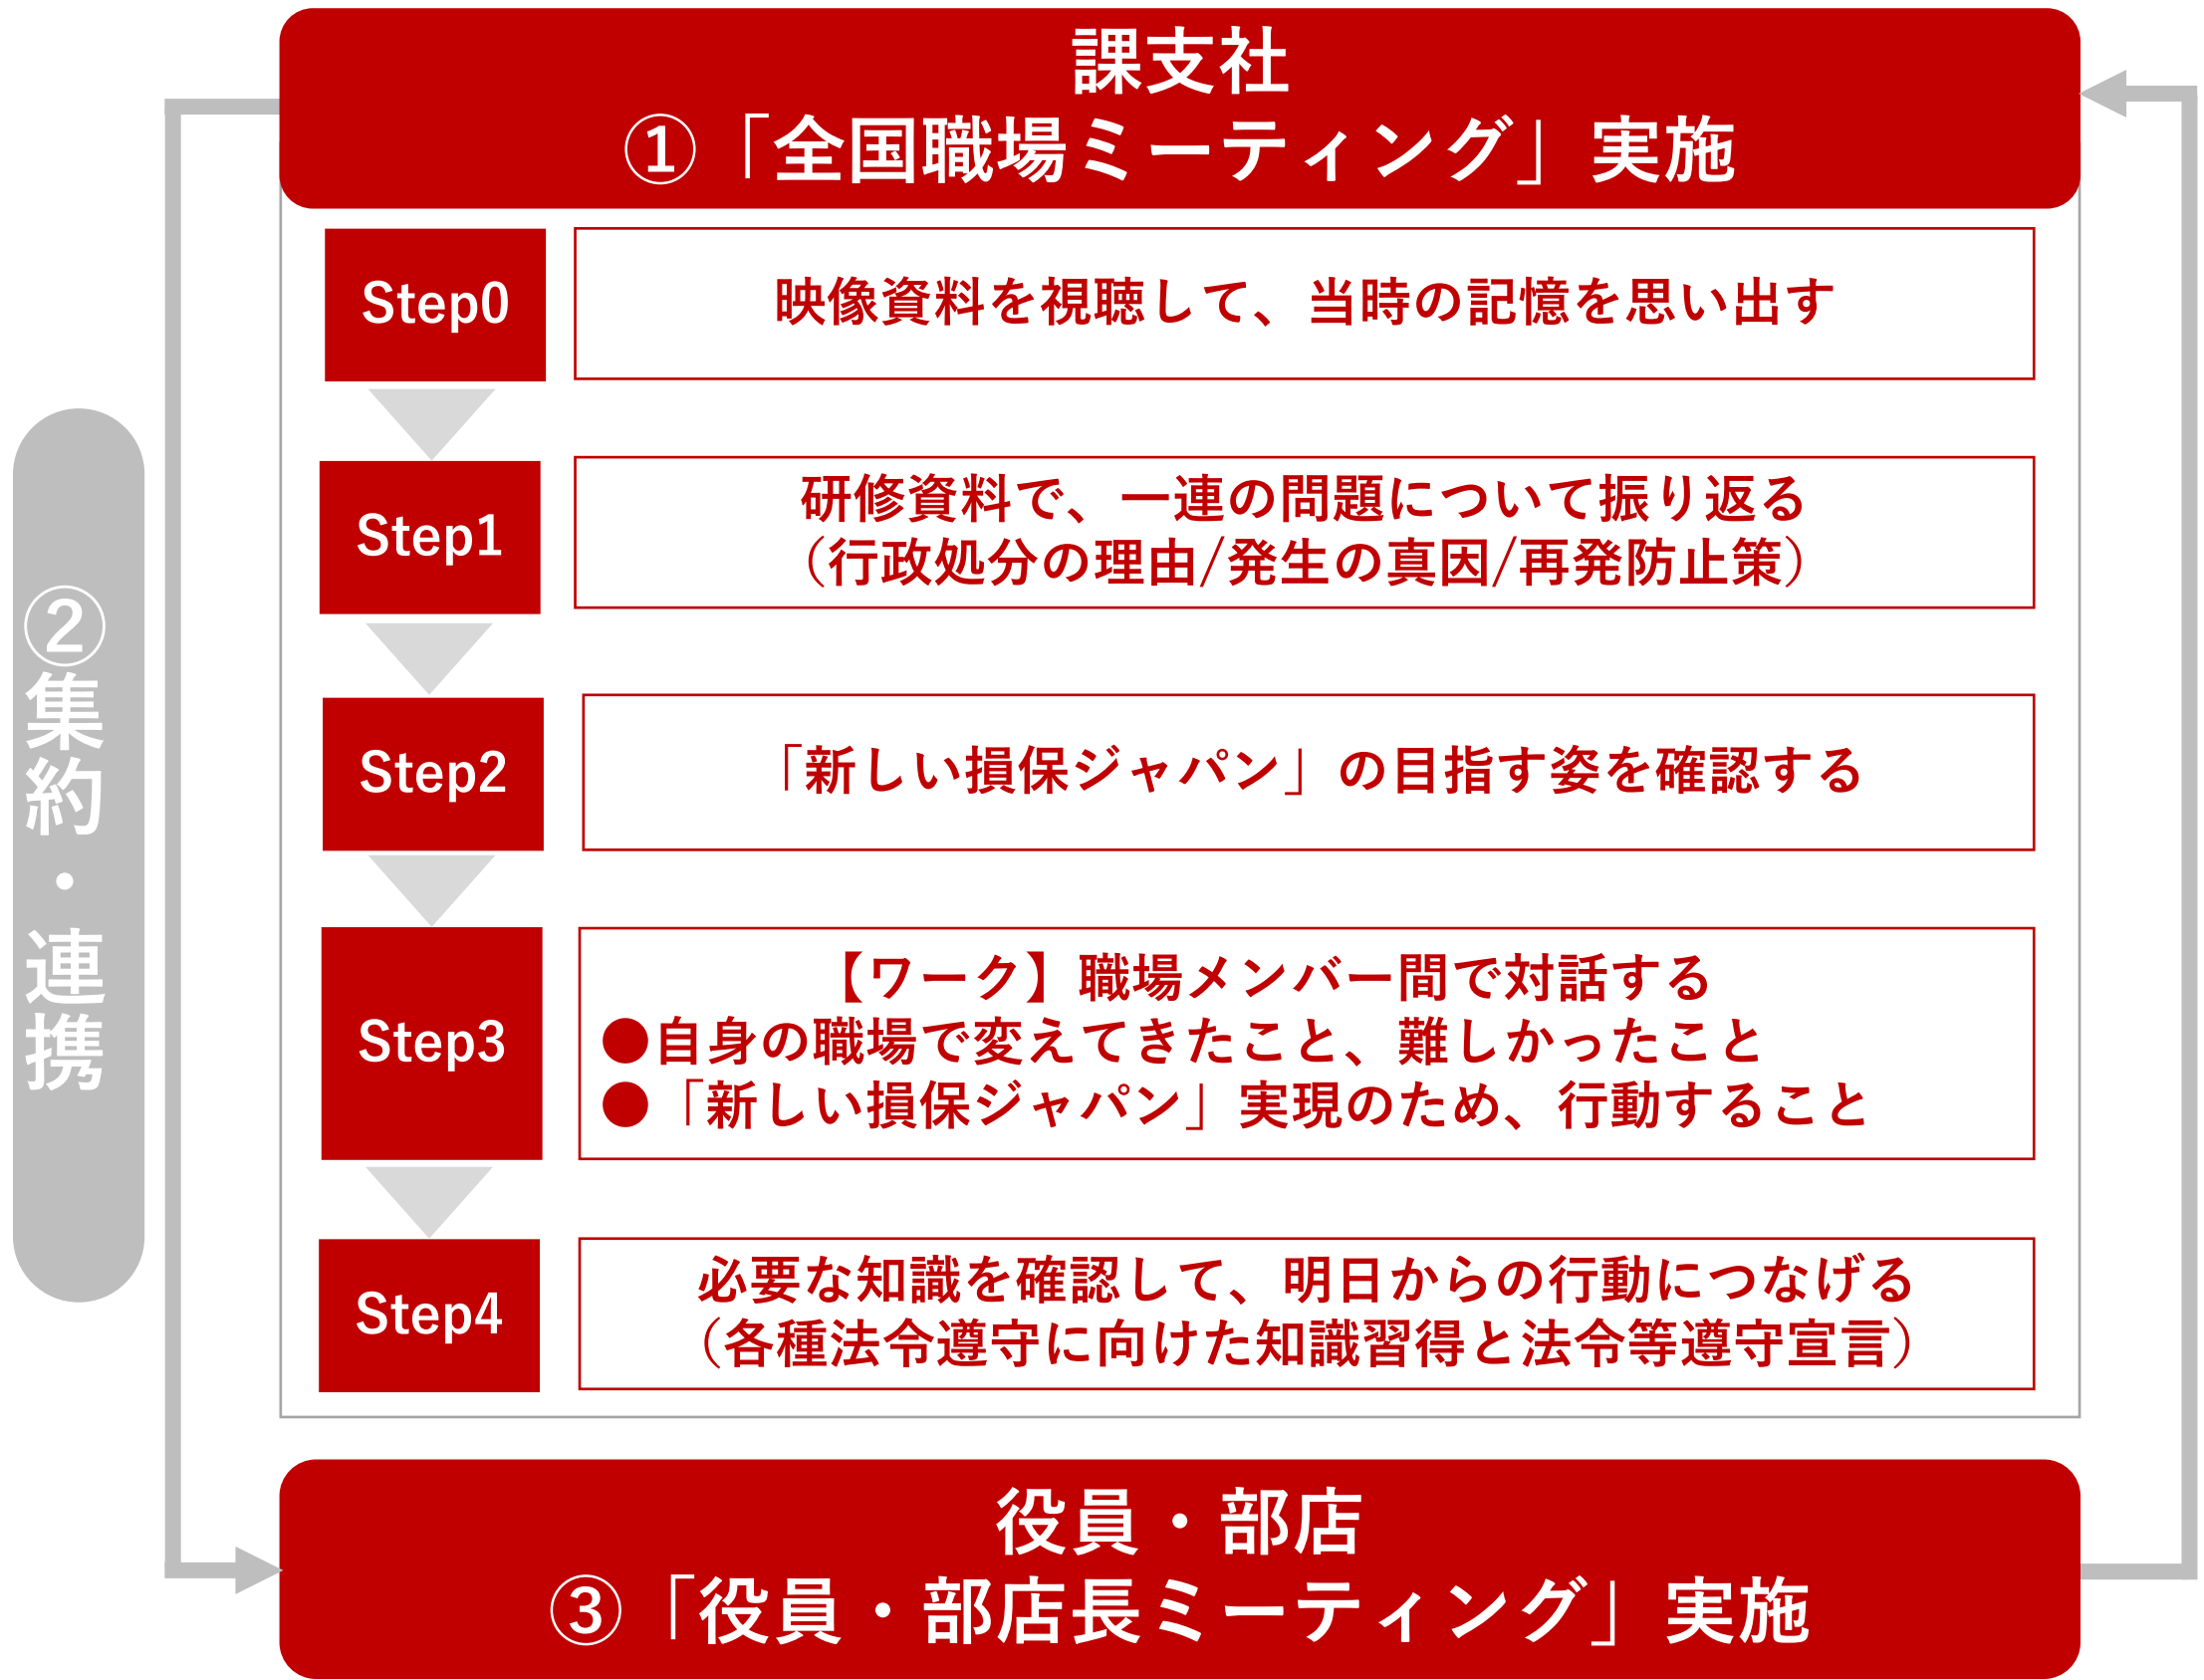 課支社
①「全国職場ミーティング」実施
Step0
映像資料を視聴して、当時の記憶を思い出す
Step1
研修資料で、一連の問題について振り返る
（行政処分の理由/発生の真因/再発防止策）
Step2
「新しい損保ジャパン」の目指す姿を確認する
Step3
【ワーク】職場メンバー間で対話する
●自身の職場で変えてきたこと、難しかったこと
●「新しい損保ジャパン」実現のため、行動すること
Step4
必要な知識を確認して、明日からの行動につなげる
（各種法令遵守に向けた知識習得と法令等遵守宣言）
②集約・連携
役員・部店
③「役員・部店長ミーティング」実施